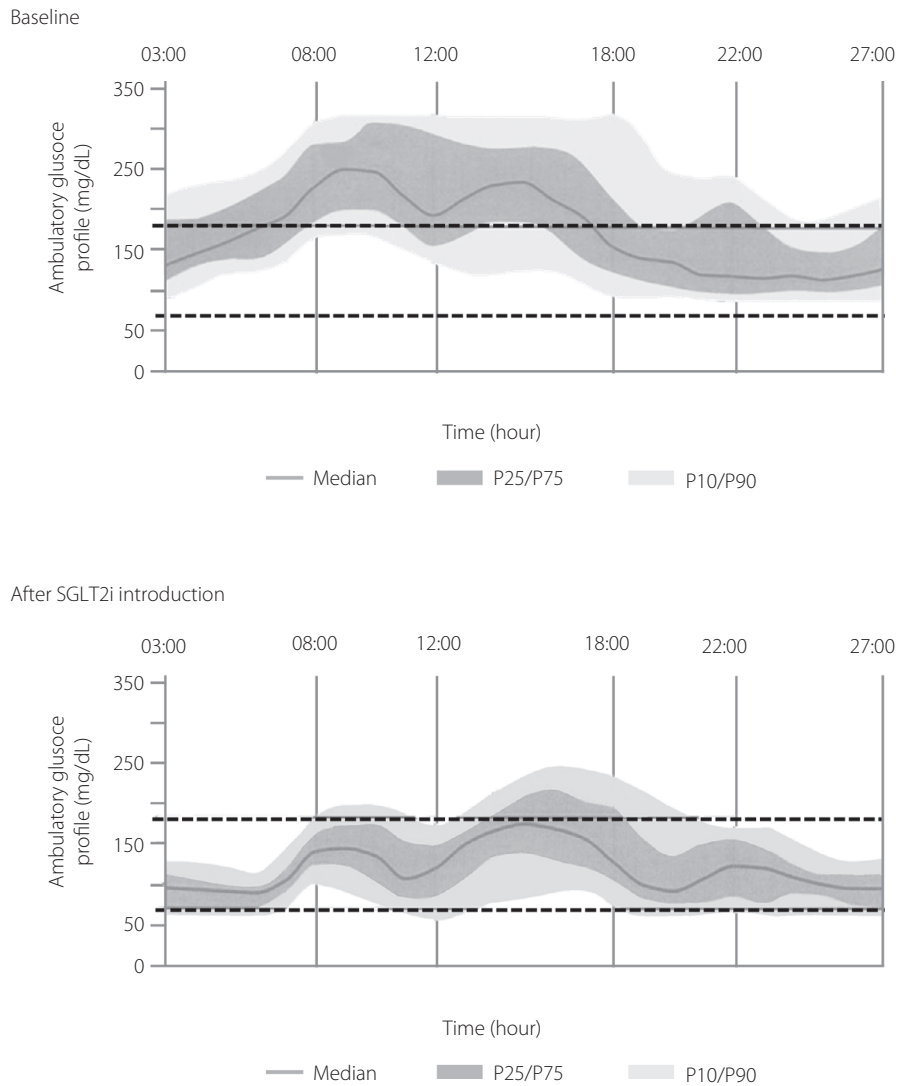 Baseline
03:00 08:00 12:00 18:00 22:00 27:00
350
250
150
50
0
Ambulatory glusoce
profile (mg/dL)
Time (hour)
Median P25/P75 P10/P90
After SGLT2i introduction
03:00 08:00 12:00 18:00 22:00 27:00
350
250
150
50
0
Ambulatory glusoce
profile (mg/dL)
Time (hour)
Median P25/P75 P10/P90